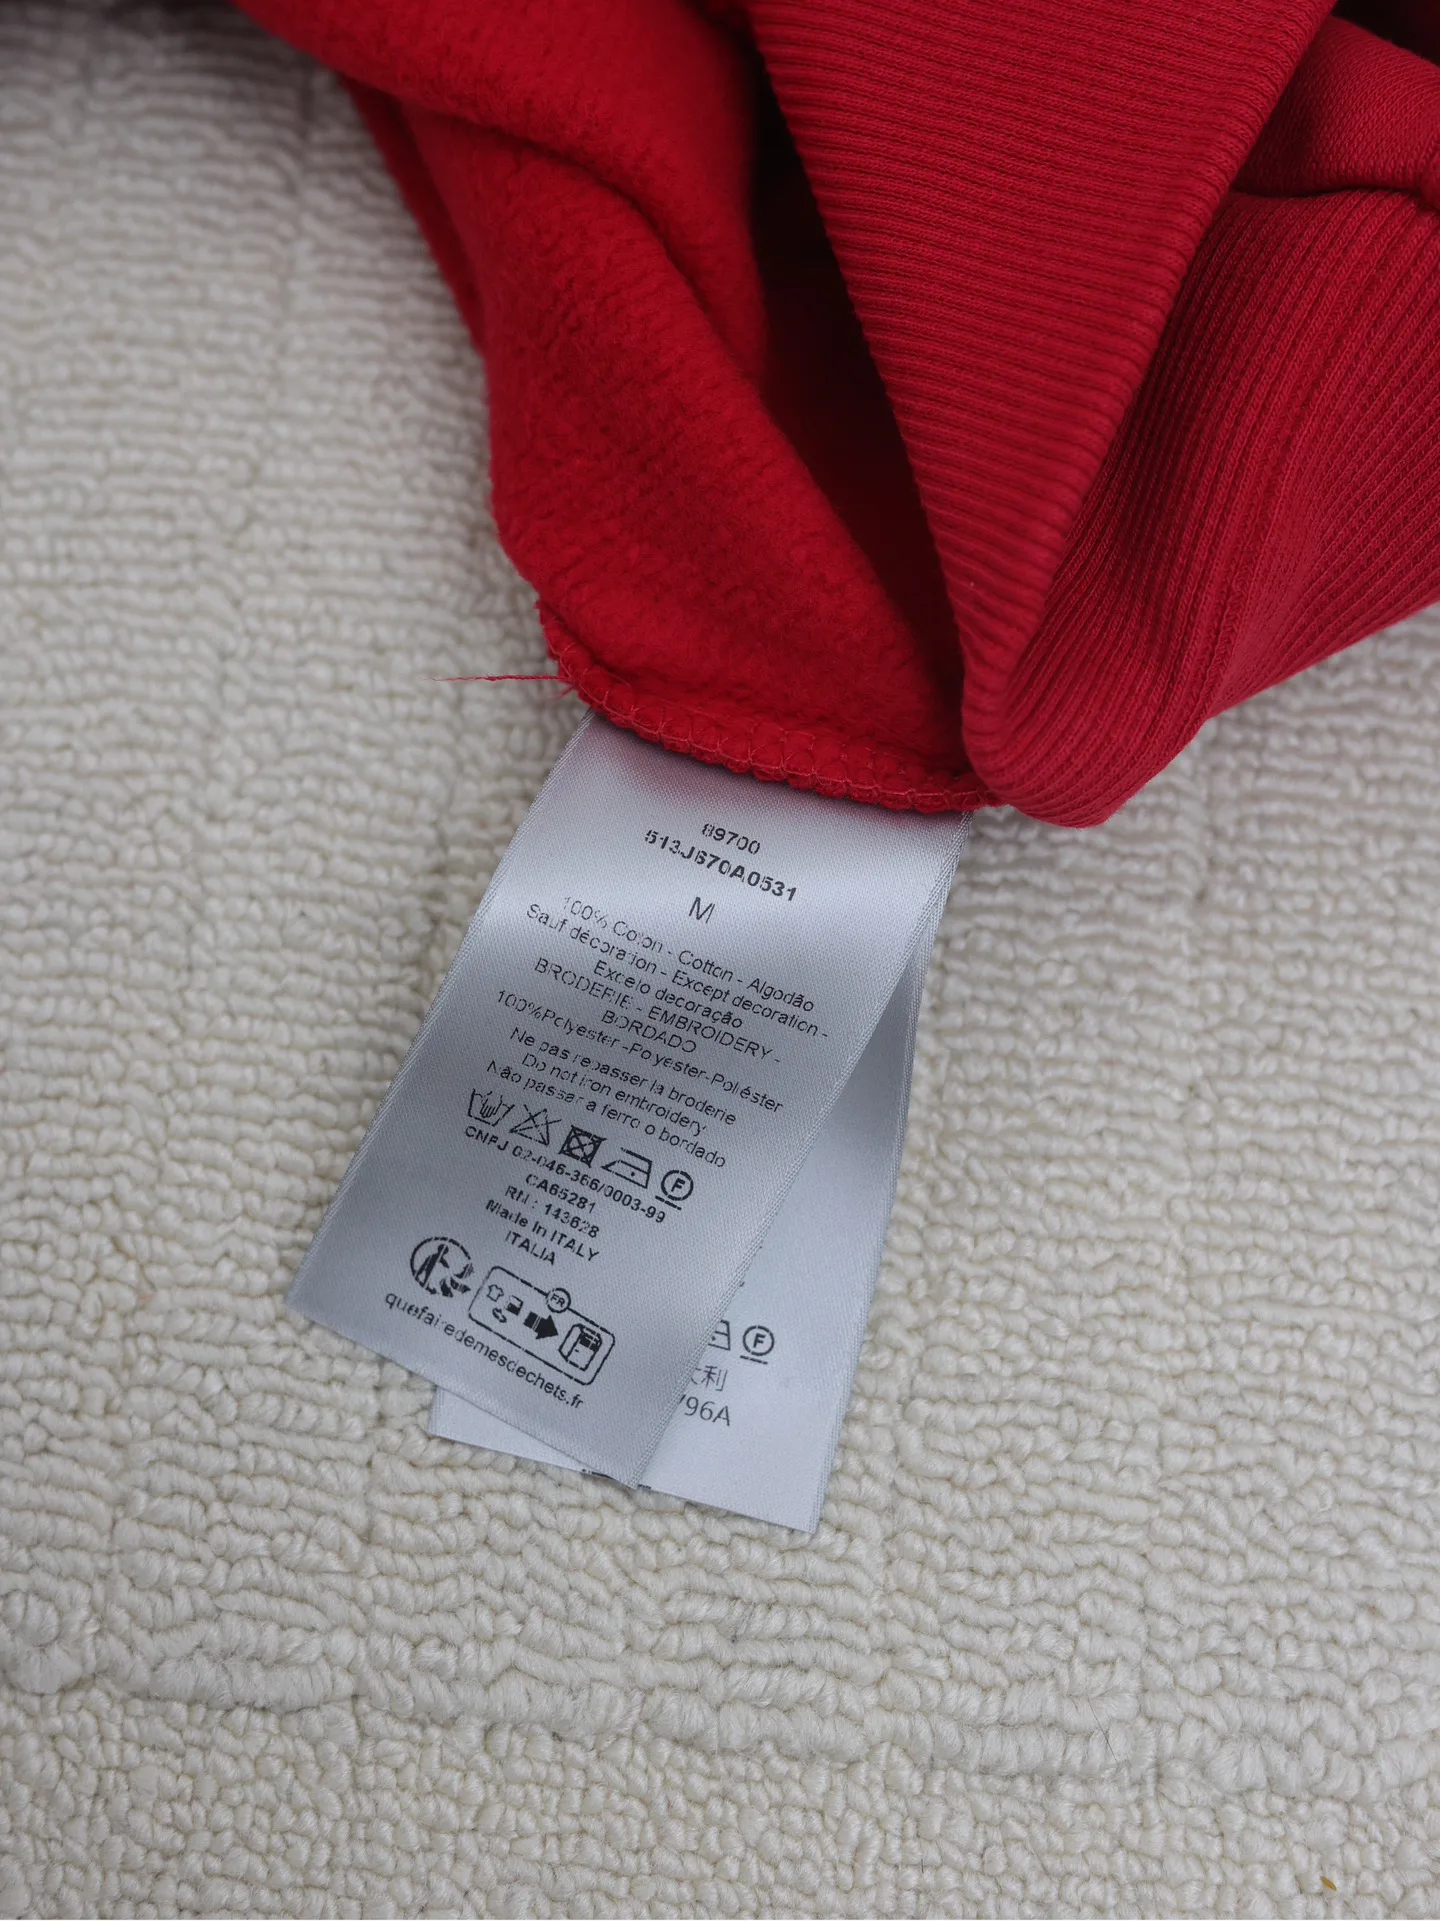 89700
513J670A0531
M
100% Coton - Cotton - Algodão
Sauf décoration - Except decoration -
Exceto decoração
BRODERIE - EMBROIDERY -
BORDADO
100%Polyester -Polyester-Poliéster
Ne pas repasser la broderie
Do not iron embroidery
Não passar a ferro o bordado
F
CNPJ 02-046-366/0003-99
CA65281
RN : 143628
Made in ITALY
ITALIA
FR
quefairedemesdechets.fr
F
利
96A